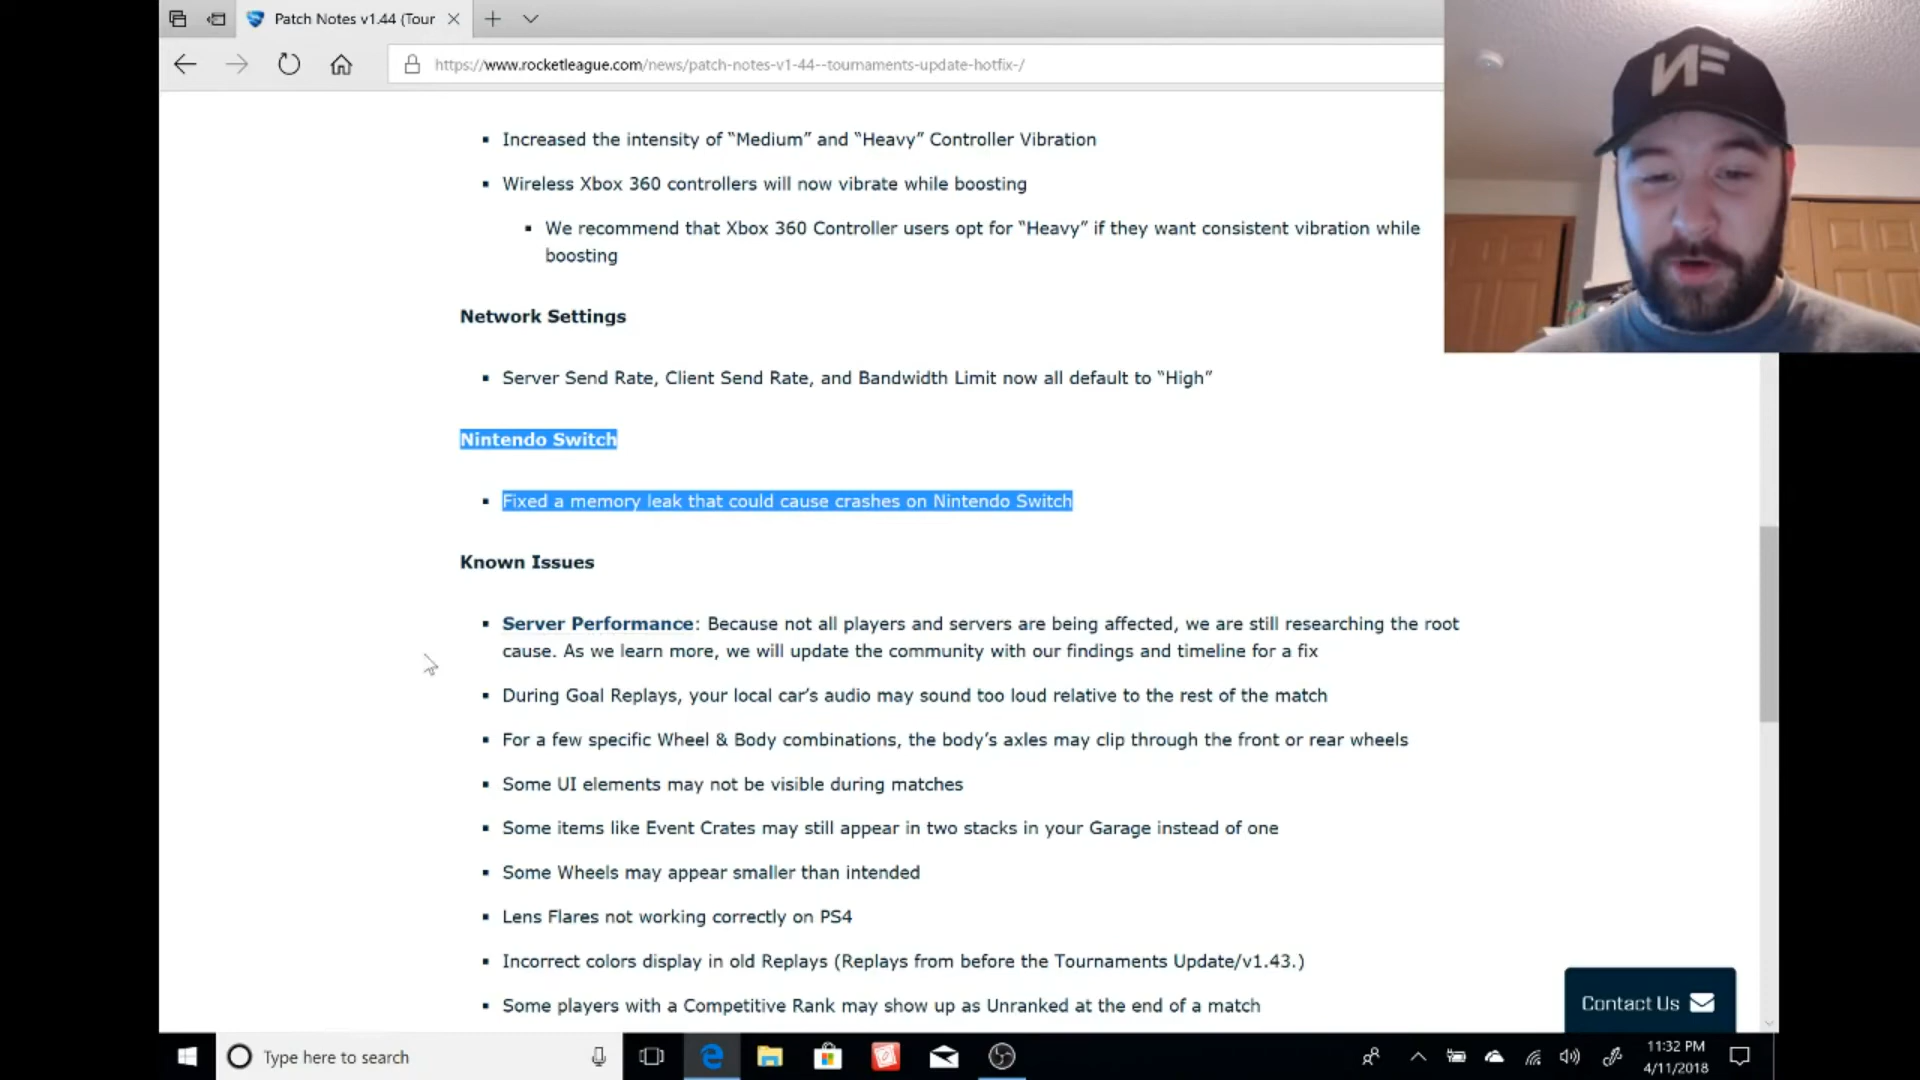 Patch Notes v1.44 (Tour
https://www.rocketleague.com/news/patch-notes-v1-44--tournaments-update-hotfix-/
NF
Increased the intensity of “Medium” and “Heavy” Controller Vibration
Wireless Xbox 360 controllers will now vibrate while boosting
We recommend that Xbox 360 Controller users opt for “Heavy” if they want consistent vibration while
boosting
Network Settings
Server Send Rate, Client Send Rate, and Bandwidth Limit now all default to “High”
Nintendo Switch
Fixed a memory leak that could cause crashes on Nintendo Switch
Known Issues
Server Performance: Because not all players and servers are being affected, we are still researching the root
cause. As we learn more, we will update the community with our findings and timeline for a fix
During Goal Replays, your local car’s audio may sound too loud relative to the rest of the match
For a few specific Wheel & Body combinations, the body’s axles may clip through the front or rear wheels
Some UI elements may not be visible during matches
Some items like Event Crates may still appear in two stacks in your Garage instead of one
Some Wheels may appear smaller than intended
Lens Flares not working correctly on PS4
Incorrect colors display in old Replays (Replays from before the Tournaments Update/v1.43.)
Some players with a Competitive Rank may show up as Unranked at the end of a match
Contact Us
Type here to search
11:32 PM
4/11/2018